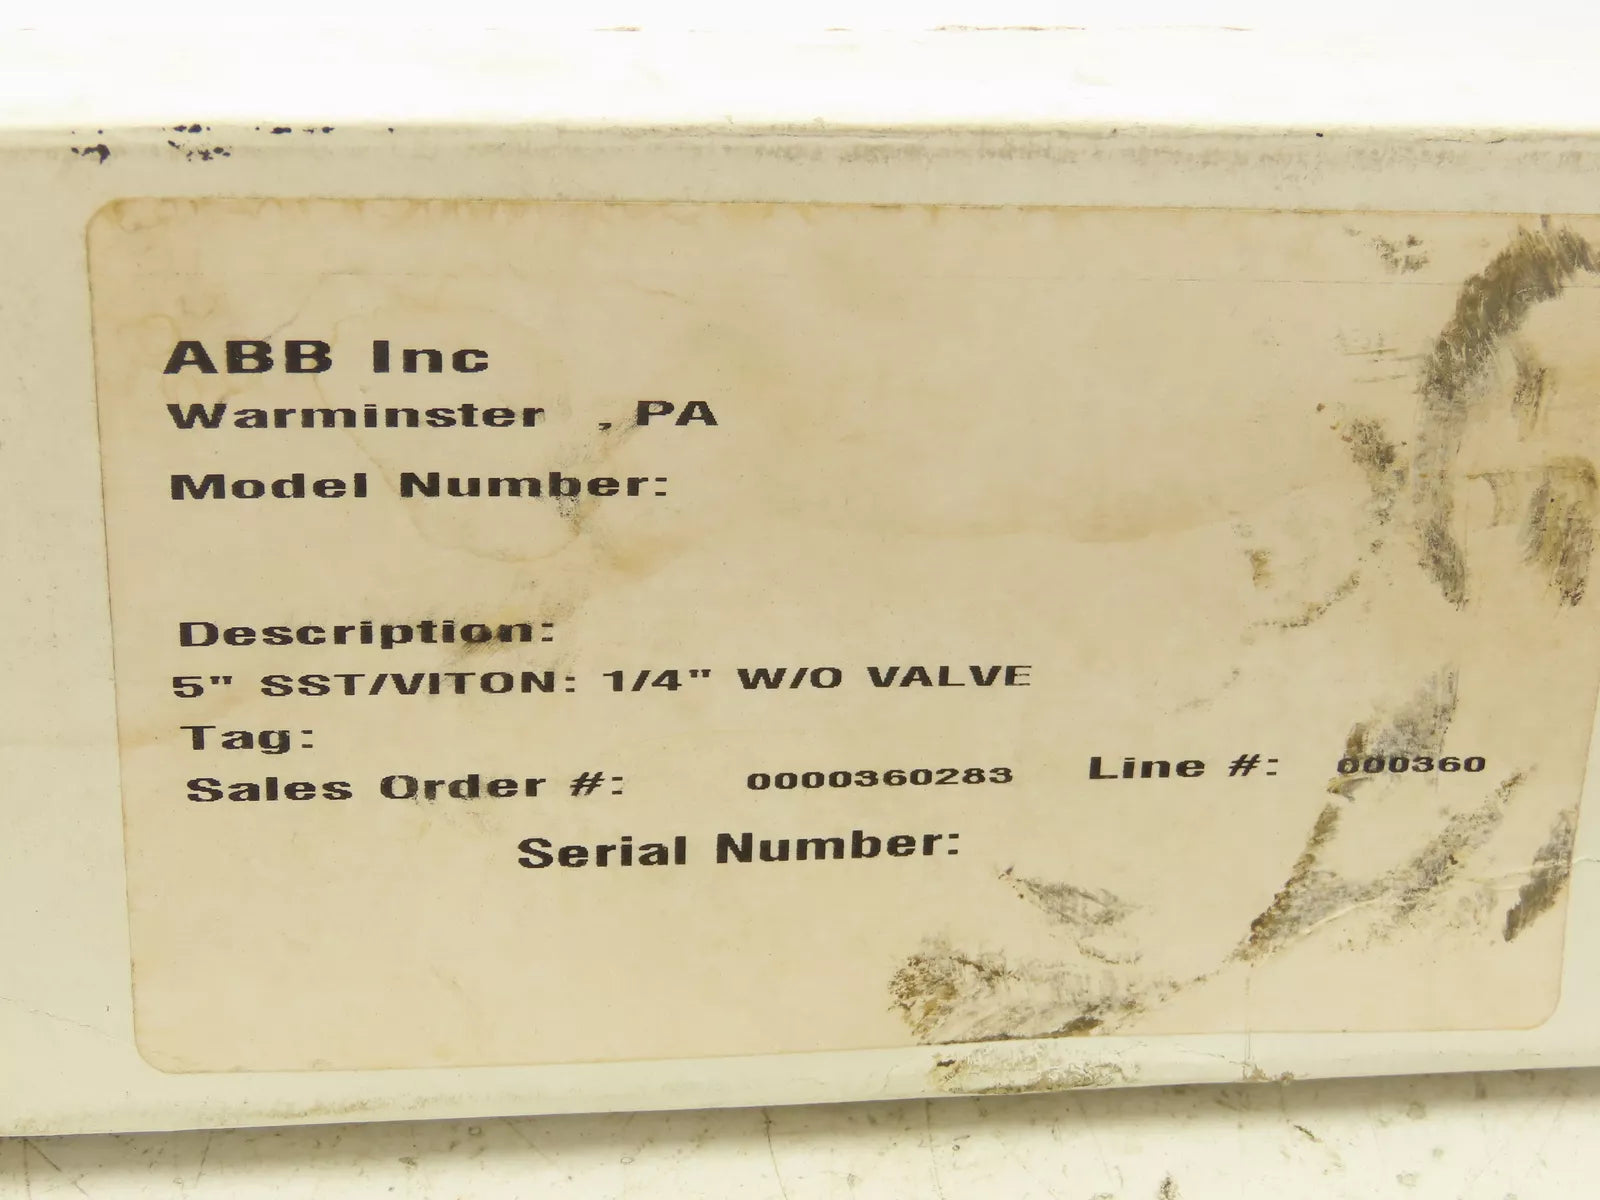 ABB Inc
Warminster , PA
Model Number:
Description:
5" SST/VITON: 1/4" W/O VALVE
Tag:
Sales Order #: 0000360283 Line #: 000360
Serial Number: